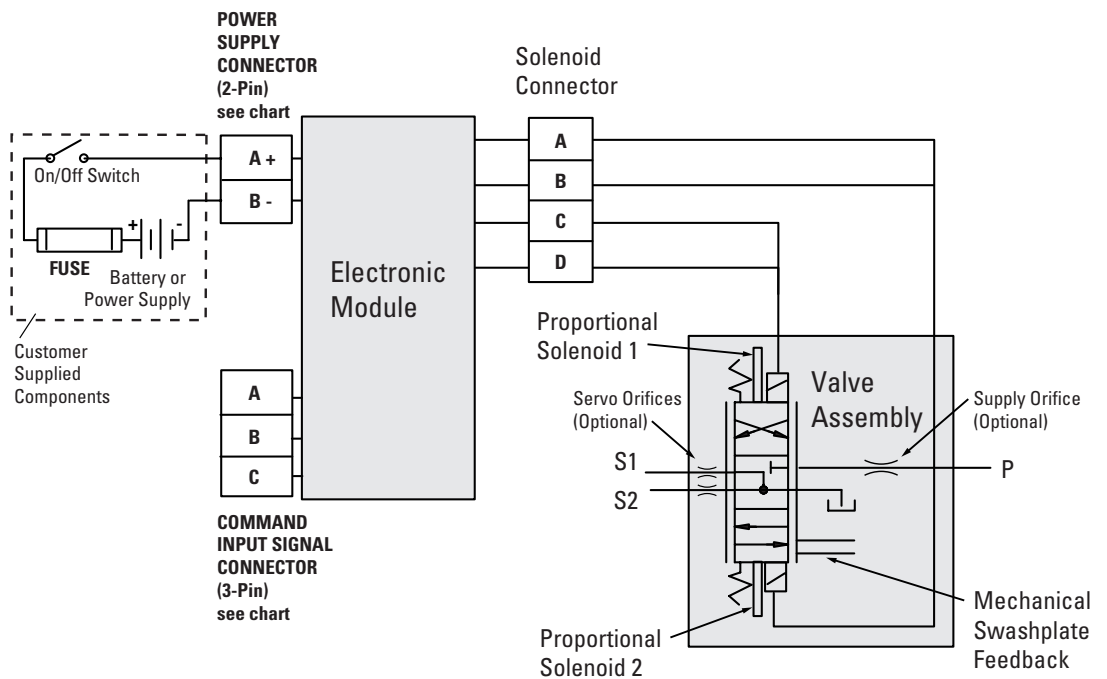 POWER
SUPPLY
CONNECTOR
(2-Pin)
see chart
Solenoid
Connector
On/Off Switch
+
-
FUSE
Battery or
Power Supply
Customer
Supplied
Components
A +
B -
Electronic
Module
A
B
C
D
A
B
C
COMMAND
INPUT SIGNAL
CONNECTOR
(3-Pin)
see chart
Proportional
Solenoid 1
Valve
Assembly
Servo Orifices
(Optional)
Supply Orifice
(Optional)
S1
S2
P
Proportional
Solenoid 2
Mechanical
Swashplate
Feedback